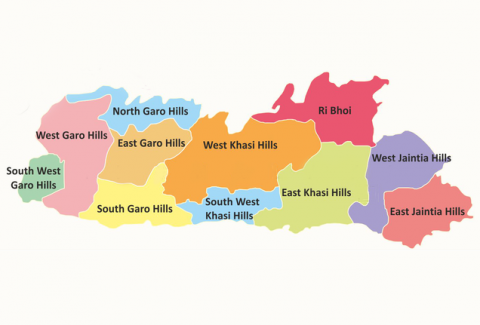 North Garo Hills
Ri Bhoi
West Garo Hills
East Garo Hills
West Khasi Hills
West Jaintia Hills
South West
Garo Hills
East Khasi Hills
South Garo Hills
South West
Khasi Hills
East Jaintia Hills